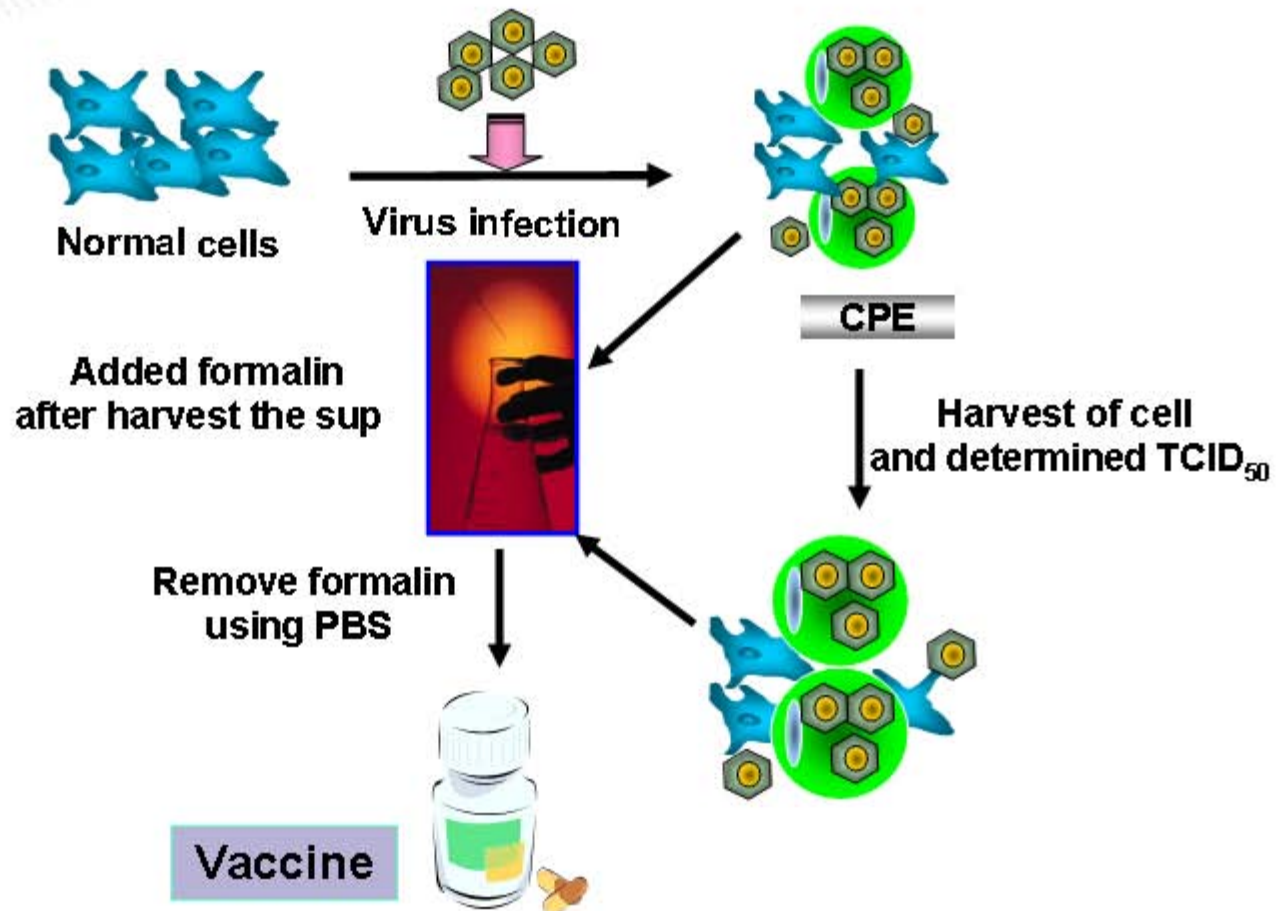 Normal cells
Virus infection
CPE
Added formalin
after harvest the sup
Harvest of cell
and determined TCID₅₀
Remove formalin
using PBS
Vaccine